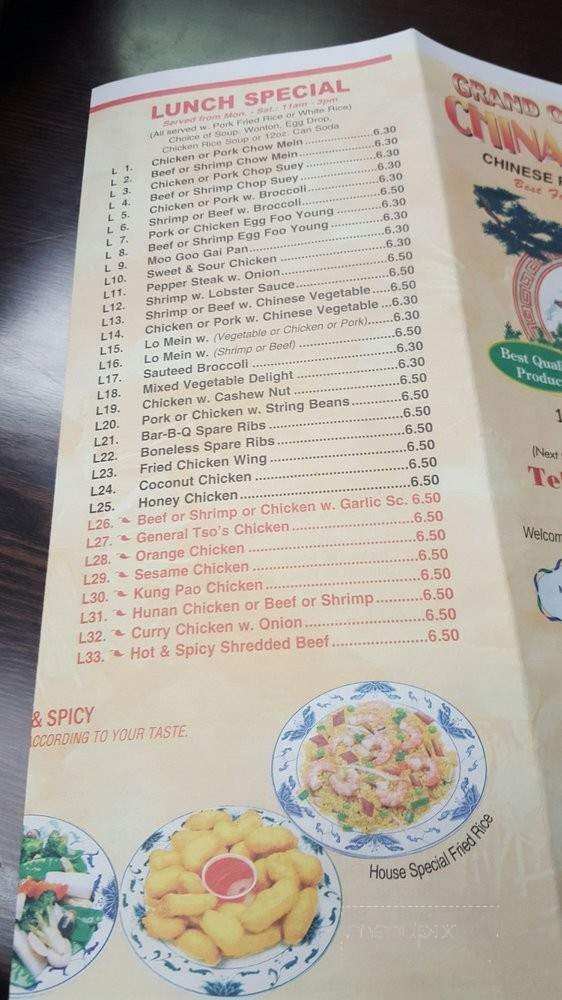 LUNCH SPECIAL
Served from Mon. - Sat.. 11am - 3pm
(All served w. Pork Fried Rice or White Rice)
Choice of Soup: Wonton, Egg Drop,
Chicken Rice Soup or 12oz. Can Soda
L 1. Chicken or Pork Chow Mein 6.30
L 2. Beef or Shrimp Chow Mein 6.30
L 3. Chicken or Pork Chop Suey 6.30
L 4. Beef or Shrimp Chop Suey 6.30
L 5. Chicken or Pork w. Broccoli 6.30
L 6. Shrimp or Beef w. Broccoli 6.50
L 7. Pork or Chicken Egg Foo Young 6.30
L 8. Beef or Shrimp Egg Foo Young 6.30
L 9. Moo Goo Gai Pan 6.30
L10. Sweet & Sour Chicken 6.30
L11. Pepper Steak w. Onion 6.50
L12. Shrimp w. Lobster Sauce 6.50
L13. Shrimp or Beef w. Chinese Vegetable 6.50
L14. Chicken or Pork w. Chinese Vegetable 6.30
L15. Lo Mein w. (Vegetable or Chicken or Pork) 6.30
L16. Lo Mein w. (Shrimp or Beef) 6.50
L17. Sauteed Broccoli 6.30
L18. Mixed Vegetable Delight 6.30
L19. Chicken w. Cashew Nut 6.50
L20. Pork or Chicken w. String Beans 6.50
L21. Bar-B-Q Spare Ribs 6.50
L22. Boneless Spare Ribs 6.50
L23. Fried Chicken Wing 6.50
L24. Coconut Chicken 6.50
L25. Honey Chicken 6.50
L26. Beef or Shrimp or Chicken w. Garlic Sc. 6.50
L27. General Tso's Chicken 6.50
L28. Orange Chicken 6.50
L29. Sesame Chicken 6.50
L30. Kung Pao Chicken 6.50
L31. Hunan Chicken or Beef or Shrimp 6.50
L32. Curry Chicken w. Onion 6.50
L33. Hot & Spicy Shredded Beef 6.50
& SPICY
ACCORDING TO YOUR TASTE.
House Special Fried Rice
menupix
GRAND
CHINA
CHINESE
Best
Best Quali
Produc
(Next
Tel
Welcom